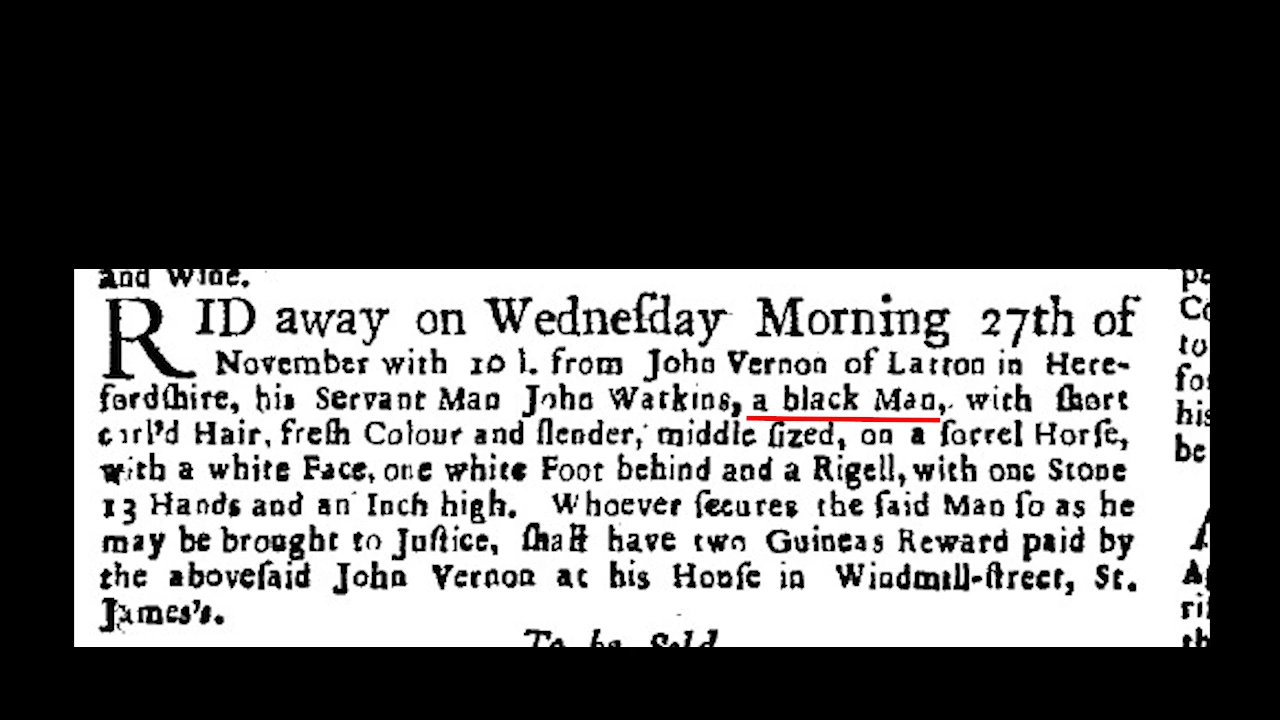 and Wine.
RID away on Wedneſday Morning 27th of
November with 10 l. from John Vernon of Larton in Here-
fordſhire, his Servant Man John Watkins, a black Man, with ſhort
curl'd Hair, freſh Colour and ſlender, middle ſized, on a ſorrel Horſe,
with a white Face, one white Foot behind and a Rigell, with one Stone
13 Hands and an Inch high. Whoever ſecures the ſaid Man ſo as he
may be brought to Juſtice, ſhall have two Guineas Reward paid by
the aboveſaid John Vernon at his Houſe in Windmill-ſtreet, St.
James's.
To be Sold
to
his
be